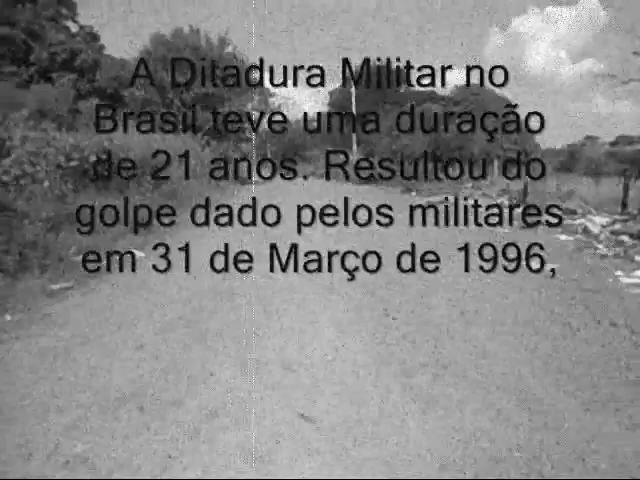 A Ditadura Militar no
Brasil teve uma duração
de 21 anos. Resultou do
golpe dado pelos militares
em 31 de Março de 1996,